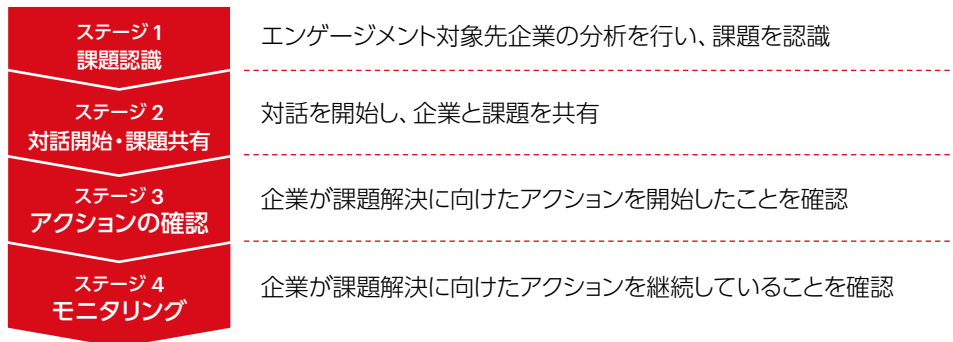 ステージ 1
課題認識
エンゲージメント対象先企業の分析を行い、課題を認識
ステージ 2
対話開始・課題共有
対話を開始し、企業と課題を共有
ステージ 3
アクションの確認
企業が課題解決に向けたアクションを開始したことを確認
ステージ 4
モニタリング
企業が課題解決に向けたアクションを継続していることを確認